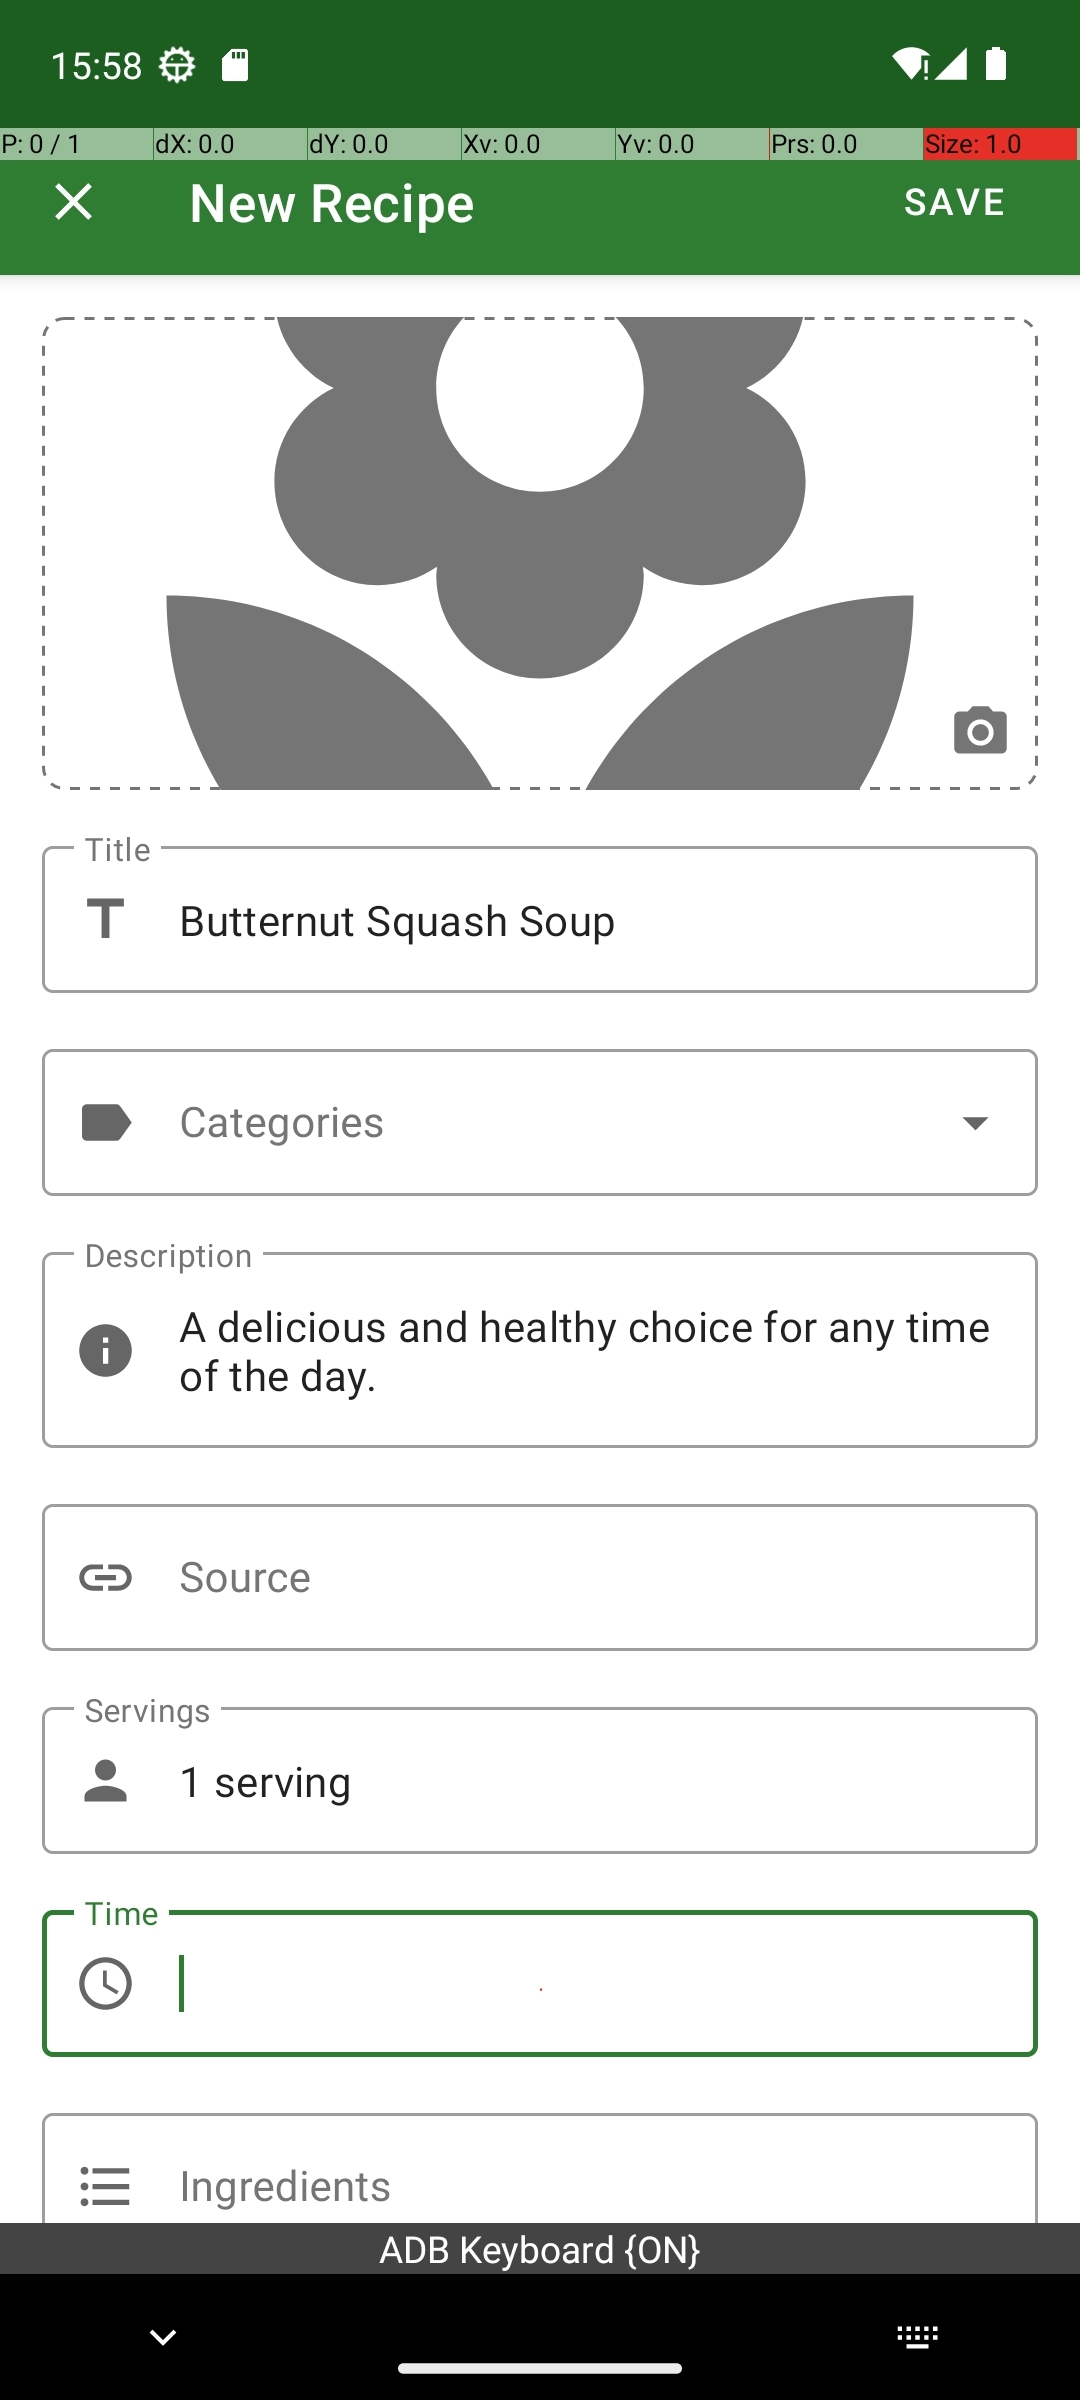 15:58
P: 0 / 1
dX: 0.0
dY: 0.0
Xv: 0.0
Yv: 0.0
Prs: 0.0
Size: 1.0
New Recipe
SAVE
Title
Butternut Squash Soup
Categories
Description
A delicious and healthy choice for any time
of the day.
Source
Servings
1 serving
Time
Ingredients
ADB Keyboard {ON}